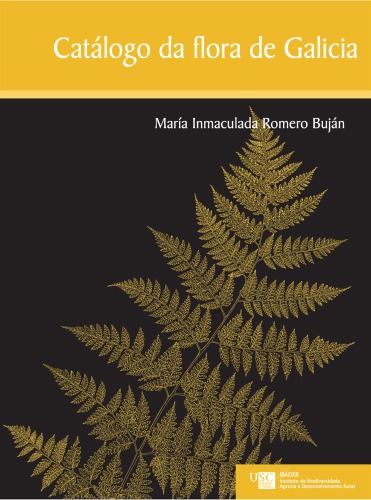 Catálogo da flora de Galicia
María Inmaculada Romero Buján
USC
IBADER
Instituto de Biodiversidade
Agraria e Desenvolvemento Rural